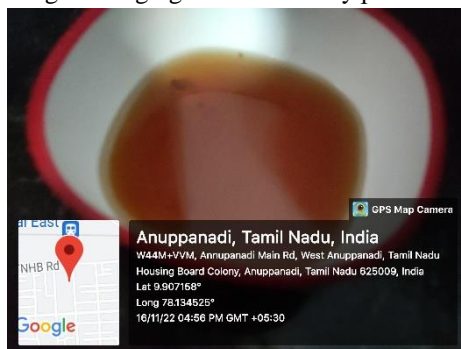 GPS Map Camera
al East
NHB Rd
Google
Anuppanadi, Tamil Nadu, India
W44M+VVM, Annupanadi Main Rd, West Anuppanadi, Tamil Nadu
Housing Board Colony, Anuppanadi, Tamil Nadu 625009, India
Lat 9.907168°
Long 78.134525°
16/11/22 04:56 PM GMT +05:30